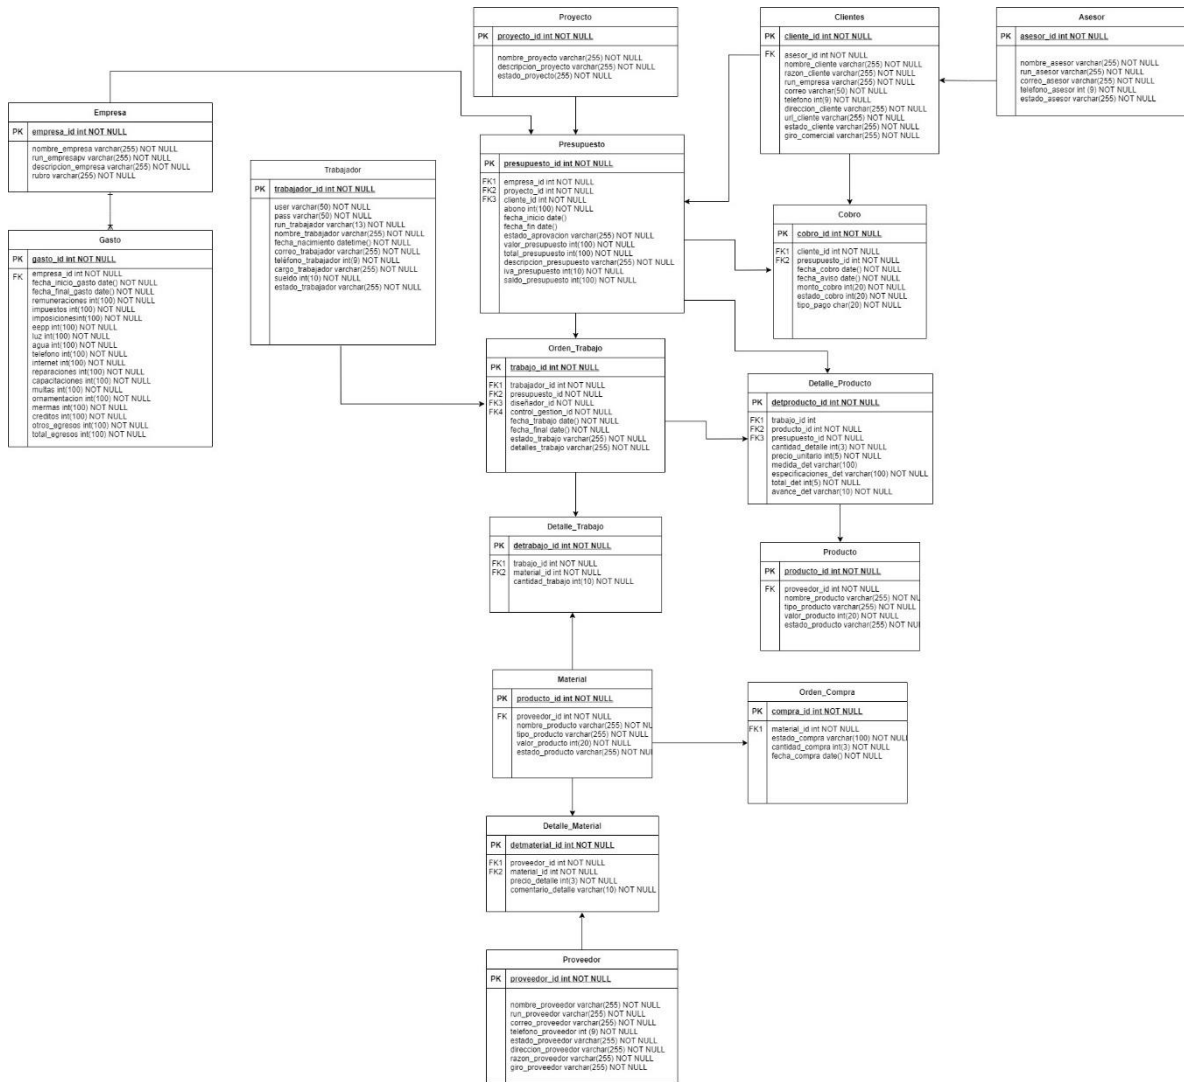 Proyecto
PK proyecto_id int NOT NULL
nombre_proyecto varchar(255) NOT NULL
descripcion_proyecto varchar(255) NOT NULL
estado_proyecto(255) NOT NULL
Clientes
PK cliente_id int NOT NULL
FK asesor_id int NOT NULL
nombre_cliente varchar(255) NOT NULL
razon_cliente varchar(255) NOT NULL
run_empresa varchar(255) NOT NULL
correo varchar(50) NOT NULL
telefono int(9) NOT NULL
direccion_cliente varchar(255) NOT NULL
url_cliente varchar(255) NOT NULL
estado_cliente varchar(255) NOT NULL
giro_comercial varchar(255) NOT NULL
Asesor
PK asesor_id int NOT NULL
nombre_asesor varchar(255) NOT NULL
run_asesor varchar(255) NOT NULL
correo_asesor varchar(255) NOT NULL
telefono_asesor int (9) NOT NULL
estado_asesor varchar(255) NOT NULL
Empresa
PK empresa_id int NOT NULL
nombre_empresa varchar(255) NOT NULL
run_empresapv varchar(255) NOT NULL
descripcion_empresa varchar(255) NOT NULL
rubro varchar(255) NOT NULL
Trabajador
PK trabajador_id int NOT NULL
user varchar(50) NOT NULL
pass varchar(50) NOT NULL
run_trabajador varchar(13) NOT NULL
nombre_trabajador varchar(255) NOT NULL
fecha_nacimiento datetime() NOT NULL
correo_trabajador varchar(255) NOT NULL
teléfono_trabajador int(9) NOT NULL
cargo_trabajador varchar(255) NOT NULL
sueldo int(10) NOT NULL
estado_trabajador varchar(255) NOT NULL
Presupuesto
PK presupuesto_id int NOT NULL
FK1 empresa_id int NOT NULL
FK2 proyecto_id int NOT NULL
FK3 cliente_id int NOT NULL
abono int(100) NOT NULL
fecha_inicio date()
fecha_fin date()
estado_aprovacion varchar(255) NOT NULL
valor_presupuesto int(100) NOT NULL
total_presupuesto int(100) NOT NULL
descripcion_presupuesto varchar(255) NOT NULL
iva_presupuesto int(10) NOT NULL
saldo_presupuesto int(100) NOT NULL
Cobro
PK cobro_id int NOT NULL
FK1 cliente_id int NOT NULL
FK2 presupuesto_id int NOT NULL
fecha_cobro date() NOT NULL
fecha_aviso date() NOT NULL
monto_cobro int(20) NOT NULL
estado_cobro int(20) NOT NULL
tipo_pago char(20) NOT NULL
Gasto
PK gasto_id int NOT NULL
FK empresa_id int NOT NULL
fecha_inicio_gasto date() NOT NULL
fecha_final_gasto date() NOT NULL
remuneraciones int(100) NOT NULL
impuestos int(100) NOT NULL
imposicionesint(100) NOT NULL
eepp int(100) NOT NULL
luz int(100) NOT NULL
agua int(100) NOT NULL
telefono int(100) NOT NULL
internet int(100) NOT NULL
reparaciones int(100) NOT NULL
capacitaciones int(100) NOT NULL
multas int(100) NOT NULL
ornamentacion int(100) NOT NULL
mermas int(100) NOT NULL
creditos int(100) NOT NULL
otros_egresos int(100) NOT NULL
total_egresos int(100) NOT NULL
Orden_Trabajo
PK trabajo_id int NOT NULL
FK1 trabajador_id int NOT NULL
FK2 presupuesto_id NOT NULL
FK3 diseñador_id NOT NULL
FK4 control_gestion_id NOT NULL
fecha_trabajo date() NOT NULL
fecha_final date() NOT NULL
estado_trabajo varchar(255) NOT NULL
detalles_trabajo varchar(255) NOT NULL
Detalle_Producto
PK detproducto_id int NOT NULL
FK1 trabajo_id int
FK2 producto_id int NOT NULL
FK3 presupuesto_id NOT NULL
cantidad_detalle int(3) NOT NULL
precio_unitario int(5) NOT NULL
medida_det varchar(100)
especificaciones_det varchar(100) NOT NULL
total_det int(5) NOT NULL
avance_det varchar(10) NOT NULL
Detalle_Trabajo
PK detrabajo_id int NOT NULL
FK1 trabajo_id int NOT NULL
FK2 material_id int NOT NULL
cantidad_trabajo int(10) NOT NULL
Producto
PK producto_id int NOT NULL
FK proveedor_id int NOT NULL
nombre_producto varchar(255) NOT NU
tipo_producto varchar(255) NOT NULL
valor_producto int(20) NOT NULL
estado_producto varchar(255) NOT NUI
Material
PK producto_id int NOT NULL
FK proveedor_id int NOT NULL
nombre_producto varchar(255) NOT NU
tipo_producto varchar(255) NOT NULL
valor_producto int(20) NOT NULL
estado_producto varchar(255) NOT NUI
Orden_Compra
PK compra_id int NOT NULL
FK1 material_id int NOT NULL
estado_compra varchar(100) NOT NULL
cantidad_compra int(3) NOT NULL
fecha_compra date() NOT NULL
Detalle_Material
PK detmaterial_id int NOT NULL
FK1 proveedor_id int NOT NULL
FK2 material_id int NOT NULL
precio_detalle int(3) NOT NULL
comentario_detalle varchar(10) NOT NULL
Proveedor
PK proveedor_id int NOT NULL
nombre_proveedor varchar(255) NOT NULL
run_proveedor varchar(255) NOT NULL
correo_proveedor varchar(255) NOT NULL
telefono_proveedor int (9) NOT NULL
estado_proveedor varchar(255) NOT NULL
direccion_proveedor varchar(255) NOT NULL
razon_proveedor varchar(255) NOT NULL
giro_proveedor varchar(255) NOT NULL